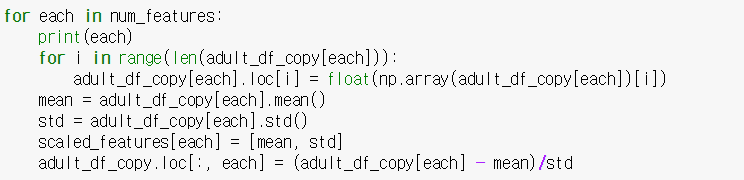 for each in num_features:
    print(each)
    for i in range(len(adult_df_copy[each])):
        adult_df_copy[each].loc[i] = float(np.array(adult_df_copy[each])[i])
    mean = adult_df_copy[each].mean()
    std = adult_df_copy[each].std()
    scaled_features[each] = [mean, std]
    adult_df_copy.loc[:, each] = (adult_df_copy[each] - mean)/std